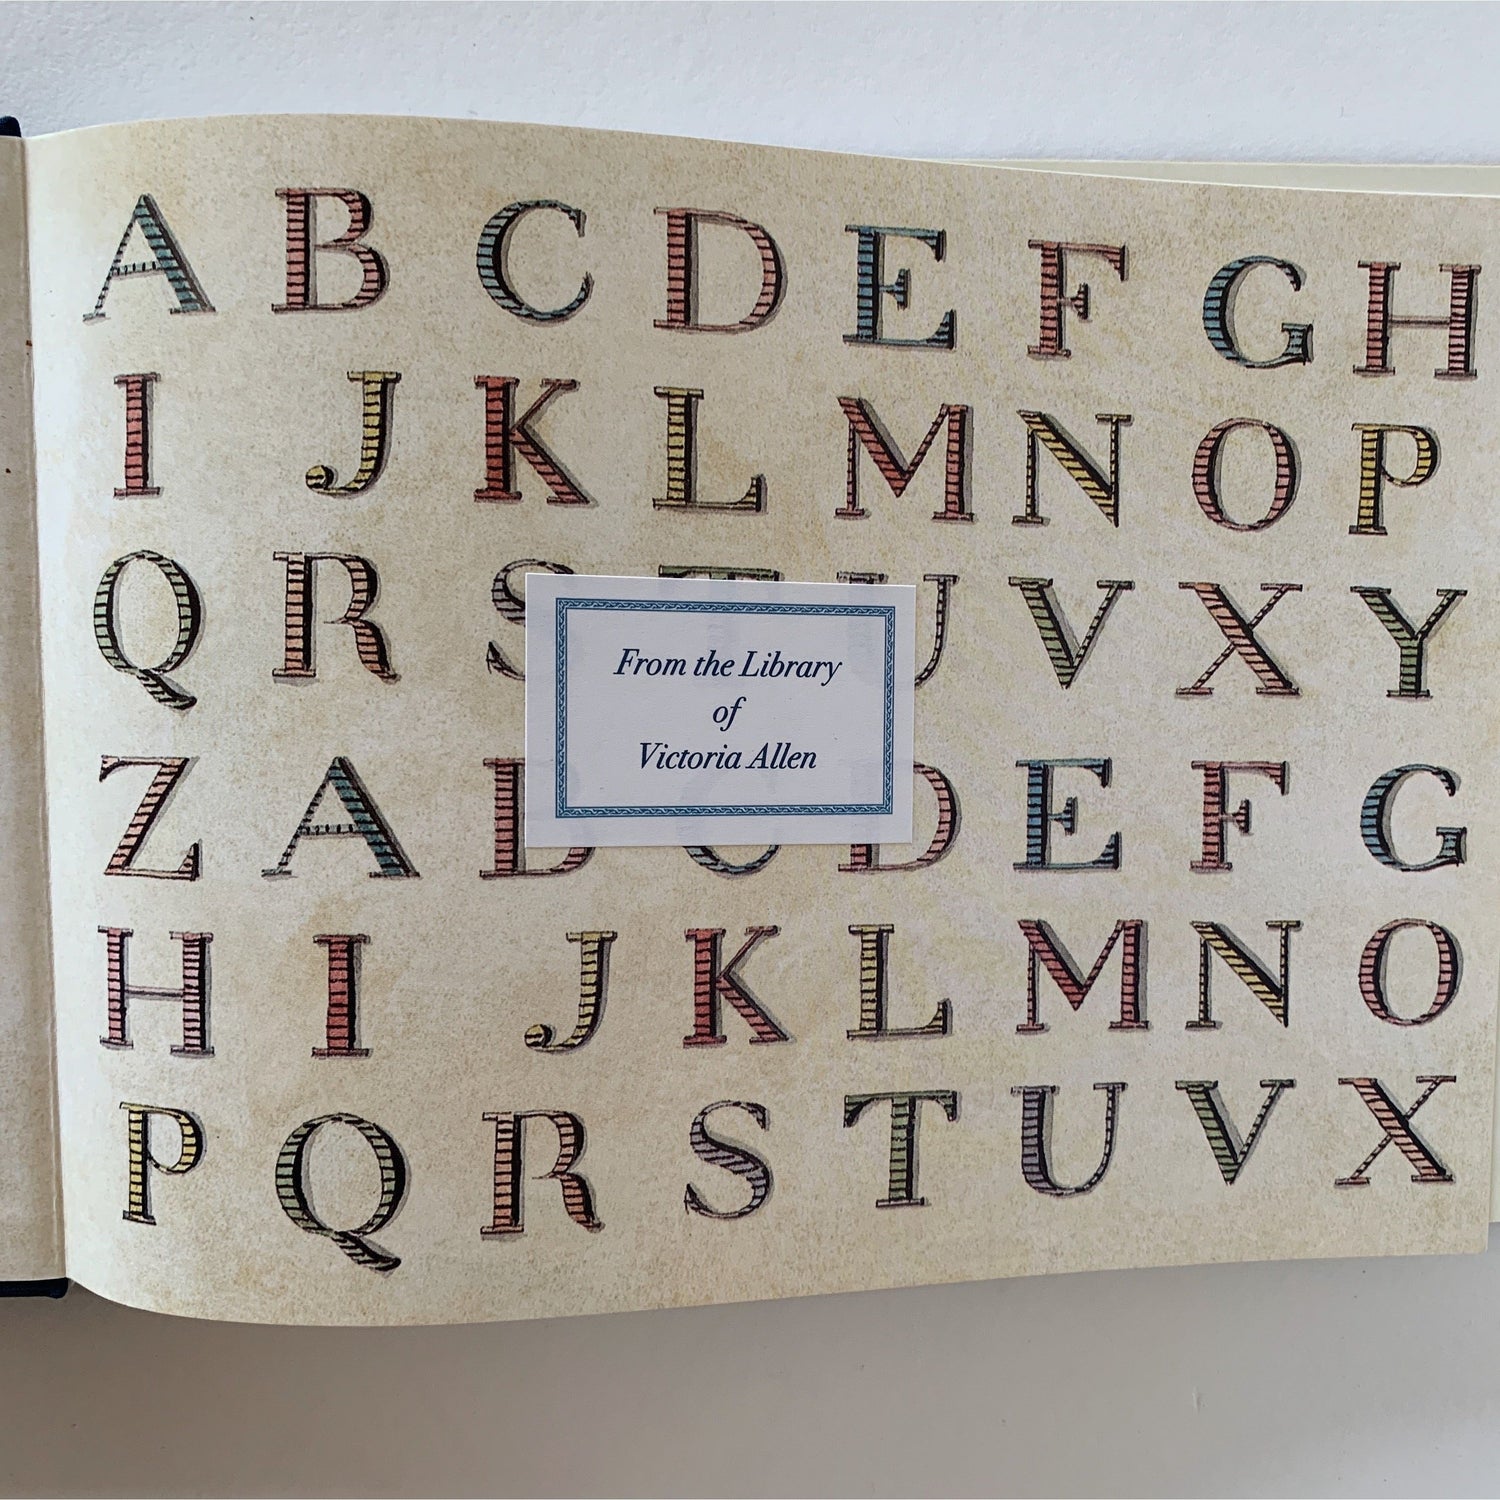 A B C D E F G H
I J K L M N O P
Q R S T U V X Y
From the Library
of
Victoria Allen
Z A B C D E F G
H I J K L M N O
P Q R S T U V X